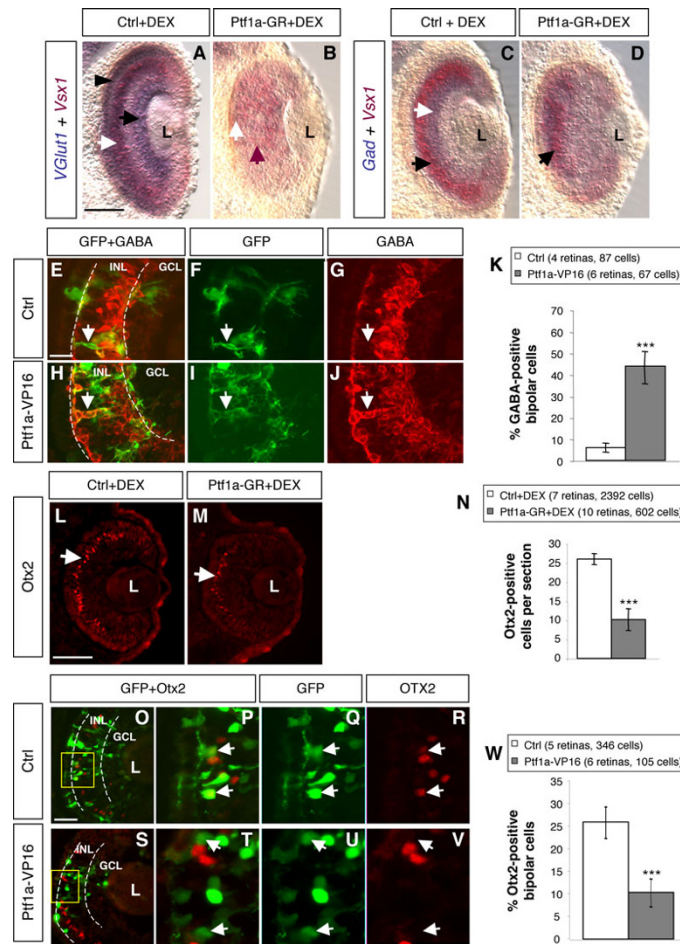 Ctrl+DEX
Ptf1a-GR+DEX
Ctrl + DEX
Ptf1a-GR+DEX
VGlut1 + Vsx1
A
L
B
L
Gad + Vsx1
C
L
D
L
GFP+GABA
GFP
GABA
Ctrl
E
INL
GCL
F
G
Ptf1a-VP16
H
INL
GCL
I
J
K
Ctrl (4 retinas, 87 cells)
Ptf1a-VP16 (6 retinas, 67 cells)
% GABA-positive
bipolar cells
70
60
50
40
30
20
10
0
***
Ctrl+DEX
Ptf1a-GR+DEX
Otx2
L
L
M
L
N
Ctrl+DEX (7 retinas, 2392 cells)
Ptf1a-GR+DEX (10 retinas, 602 cells)
Otx2-positive
cells per section
30
25
20
15
10
5
0
***
GFP+Otx2
GFP
OTX2
Ctrl
O
INL
GCL
L
P
Q
R
Ptf1a-VP16
S
INL
GCL
L
T
U
V
W
Ctrl (5 retinas, 346 cells)
Ptf1a-VP16 (6 retinas, 105 cells)
% Otx2-positive
bipolar cells
35
30
25
20
15
10
5
0
***